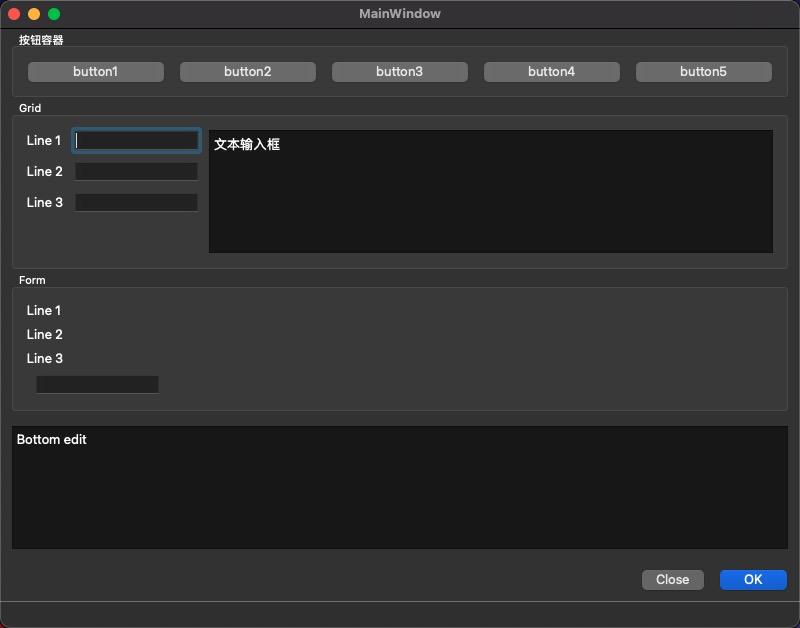 MainWindow
按钮容器
button1 button2 button3 button4 button5
Grid
Line 1
文本输入框
Line 2
Line 3
Form
Line 1
Line 2
Line 3
Bottom edit
Close OK